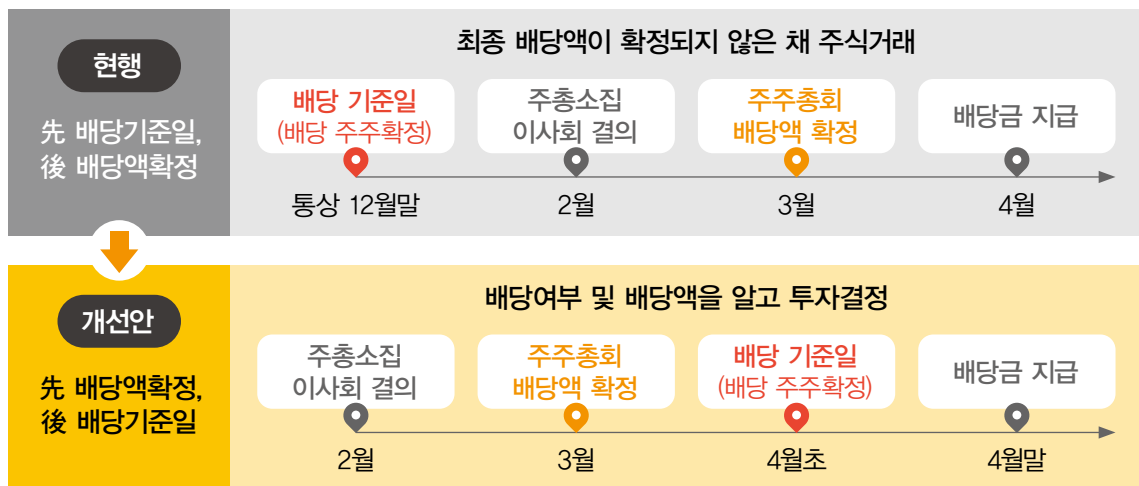 현행
先 배당기준일,
後 배당액확정
최종 배당액이 확정되지 않은 채 주식거래
배당 기준일
(배당 주주확정)
주총소집
이사회 결의
주주총회
배당액 확정
배당금 지급
통상 12월말
2월
3월
4월
개선안
先 배당액확정,
後 배당기준일
배당여부 및 배당액을 알고 투자결정
주총소집
이사회 결의
주주총회
배당액 확정
배당 기준일
(배당 주주확정)
배당금 지급
2월
3월
4월초
4월말